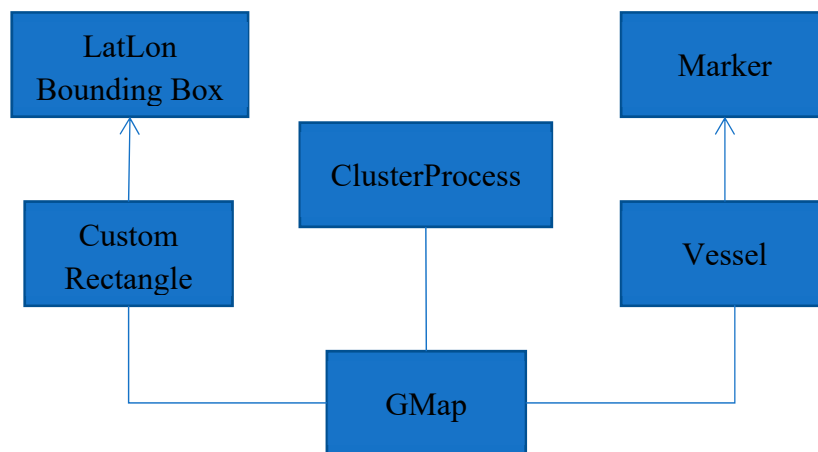 LatLon
Bounding Box
Marker
ClusterProcess
Custom
Rectangle
Vessel
GMap